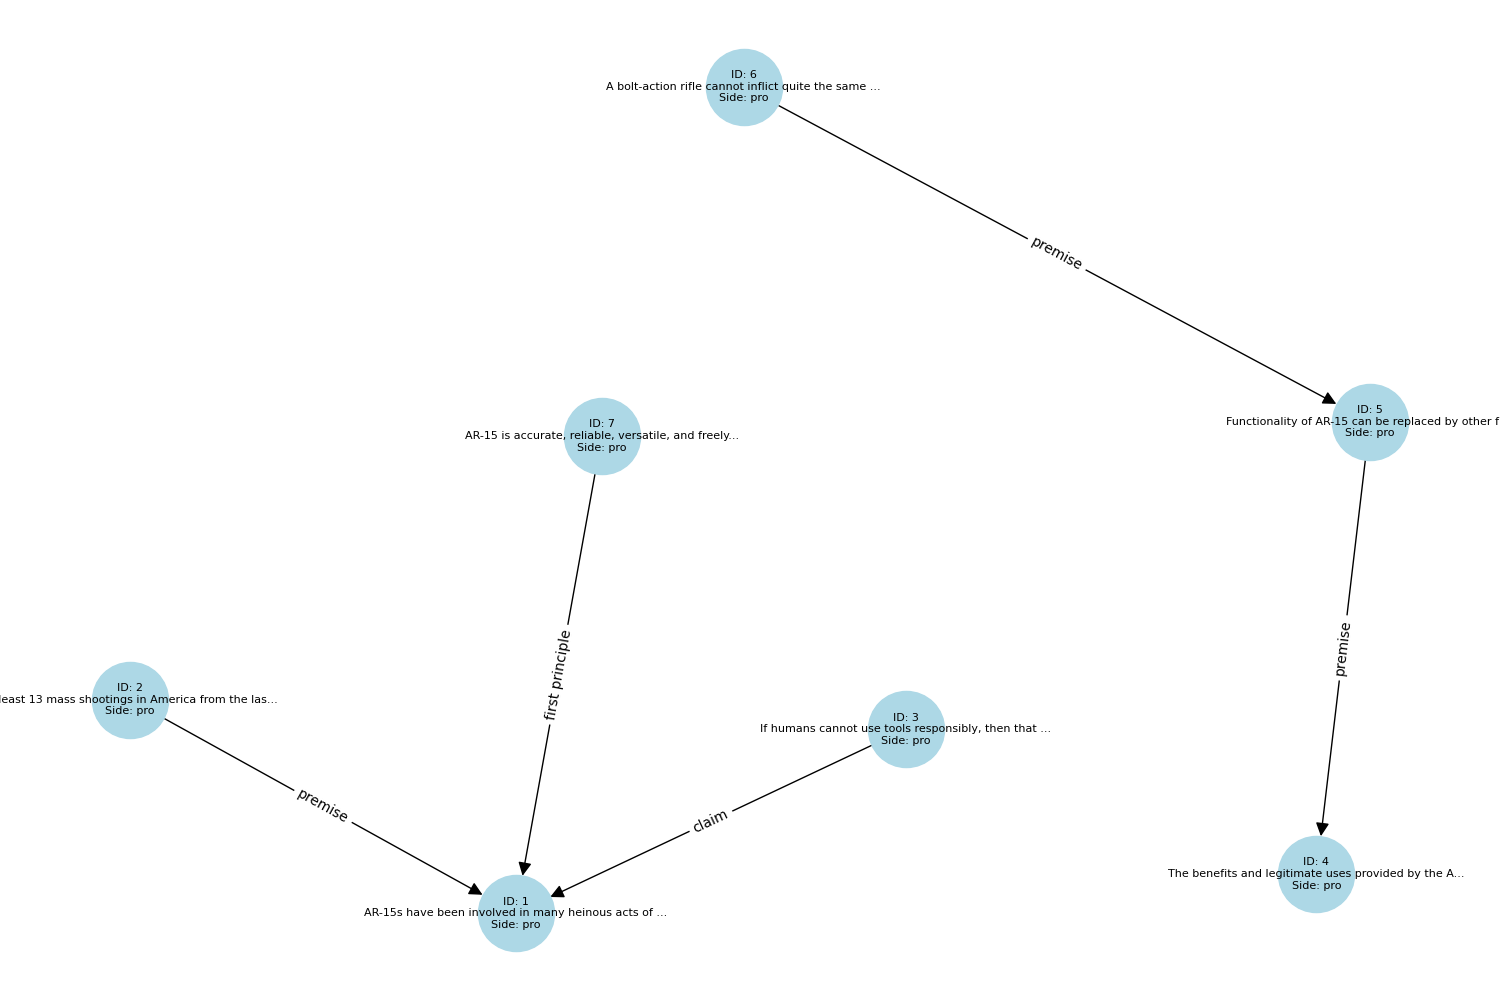 ID: 6
A bolt-action rifle cannot inflict quite the same ...
Side: pro
premise
ID: 5
Functionality of AR-15 can be replaced by other f
Side: pro
ID: 7
AR-15 is accurate, reliable, versatile, and freely...
Side: pro
premise
first principle
ID: 2
least 13 mass shootings in America from the las...
Side: pro
ID: 3
If humans cannot use tools responsibly, then that ...
Side: pro
premise
claim
ID: 4
The benefits and legitimate uses provided by the A...
Side: pro
ID: 1
AR-15s have been involved in many heinous acts of ...
Side: pro